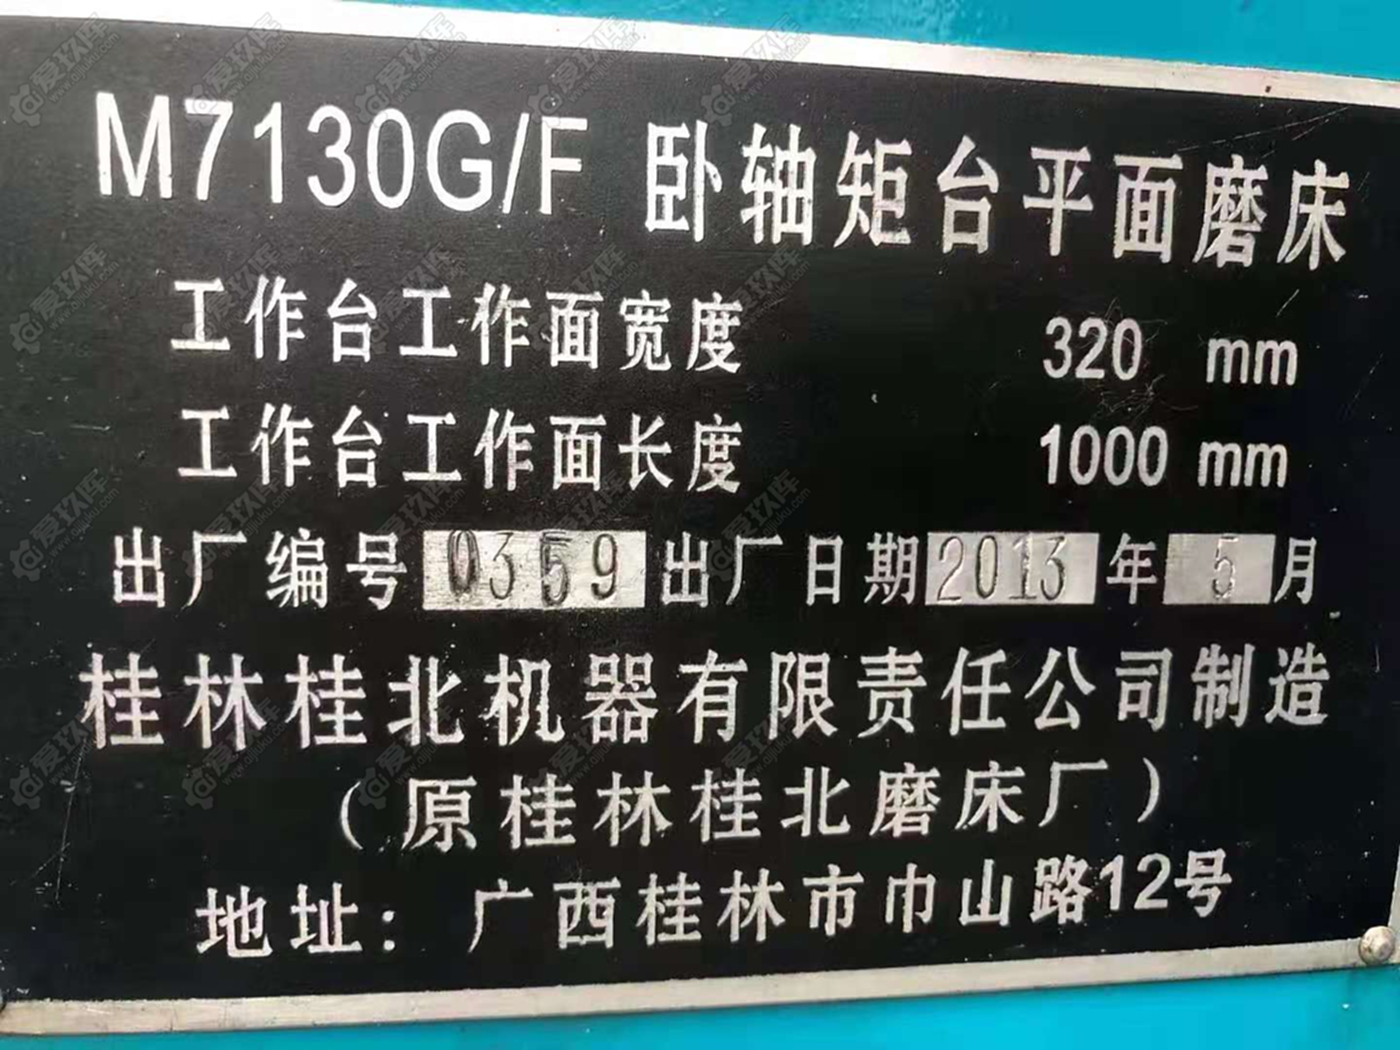 M7130G/F 卧轴矩台平面磨床
工作台工作面宽度 320 mm
工作台工作面长度 1000 mm
出厂编号 0359 出厂日期 2013 年 5 月
桂林桂北机器有限责任公司制造
（原桂林桂北磨床厂）
地址：广西桂林市巾山路12号